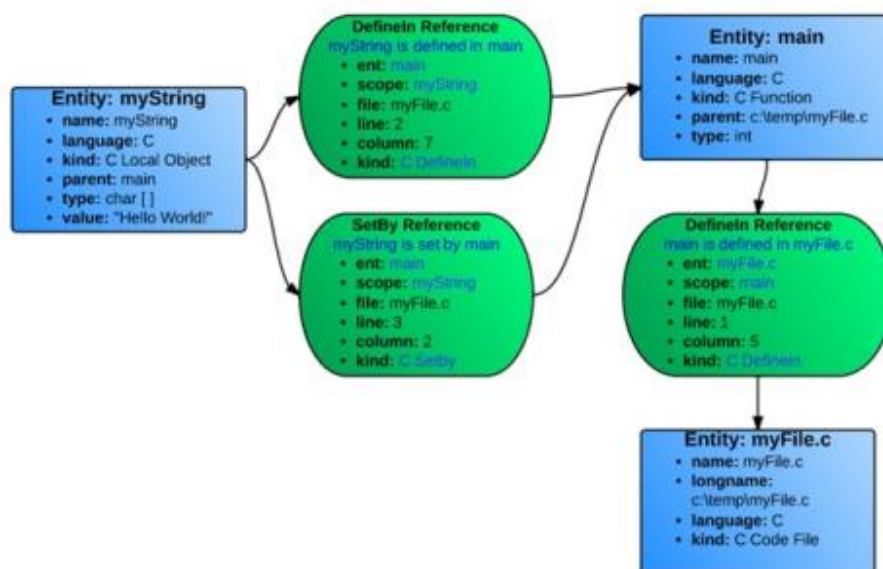 Entity: myString
• name: myString
• language: C
• kind: C Local Object
• parent: main
• type: char [ ]
• value: "Hello World!"
DefineIn Reference
myString is defined in main
• ent: main
• scope: myString
• file: myFile.c
• line: 2
• column: 7
• kind: C DefineIn
SetBy Reference
myString is set by main
• ent: main
• scope: myString
• file: myFile.c
• line: 3
• column: 2
• kind: C SetBy
Entity: main
• name: main
• language: C
• kind: C Function
• parent: c:\temp\myFile.c
• type: int
DefineIn Reference
main is defined in myFile.c
• ent: myFile.c
• scope: main
• file: myFile.c
• line: 1
• column: 5
• kind: C DefineIn
Entity: myFile.c
• name: myFile.c
• longname:
c:\temp\myFile.c
• language: C
• kind: C Code File